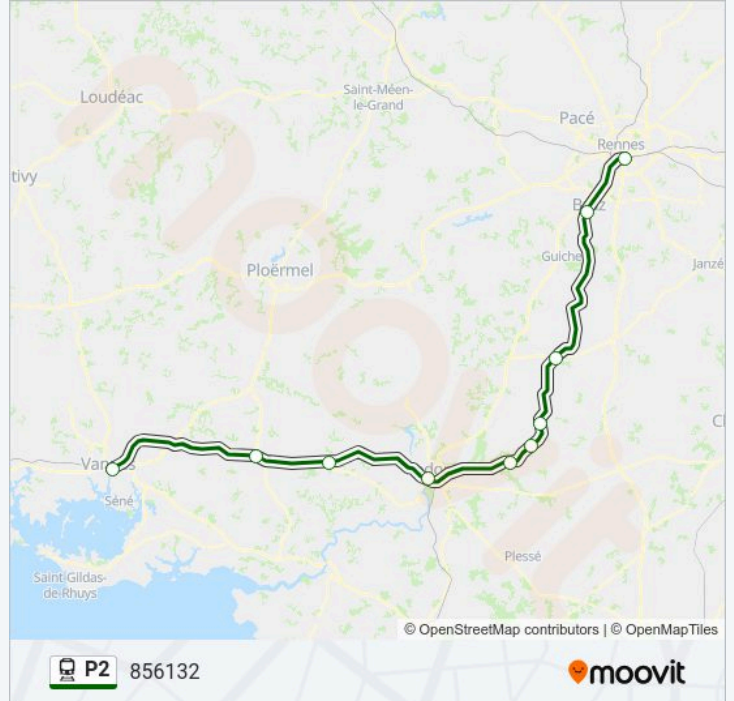 Loudéac
Saint-Méen-
le-Grand
Pacé
Rennes
tivy
Ploërmel
Janzé
Séné
Plessé
Saint-Gildas-
de-Rhuys
moovit
© OpenStreetMap contributors | © OpenMapTiles
P2 856132
moovit